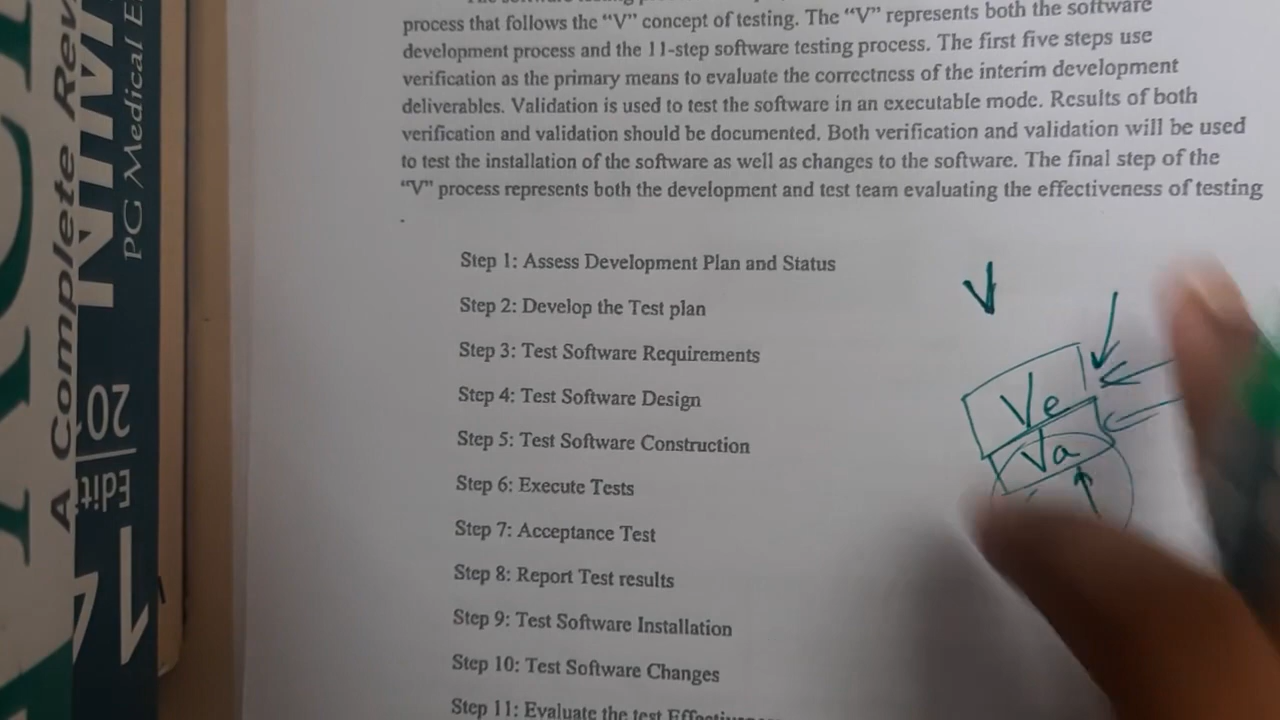 process that follows the “V” concept of testing. The “V” represents both the software
development process and the 11-step software testing process. The first five steps use
verification as the primary means to evaluate the correctness of the interim development
deliverables. Validation is used to test the software in an executable mode. Results of both
verification and validation should be documented. Both verification and validation will be used
to test the installation of the software as well as changes to the software. The final step of the
“V” process represents both the development and test team evaluating the effectiveness of testing
.
Step 1: Assess Development Plan and Status
Step 2: Develop the Test plan
Step 3: Test Software Requirements
Step 4: Test Software Design
Step 5: Test Software Construction
Step 6: Execute Tests
Step 7: Acceptance Test
Step 8: Report Test results
Step 9: Test Software Installation
Step 10: Test Software Changes
Step 11: Evaluate the test
V
Ve
Va
A Complete
PG Medical
20